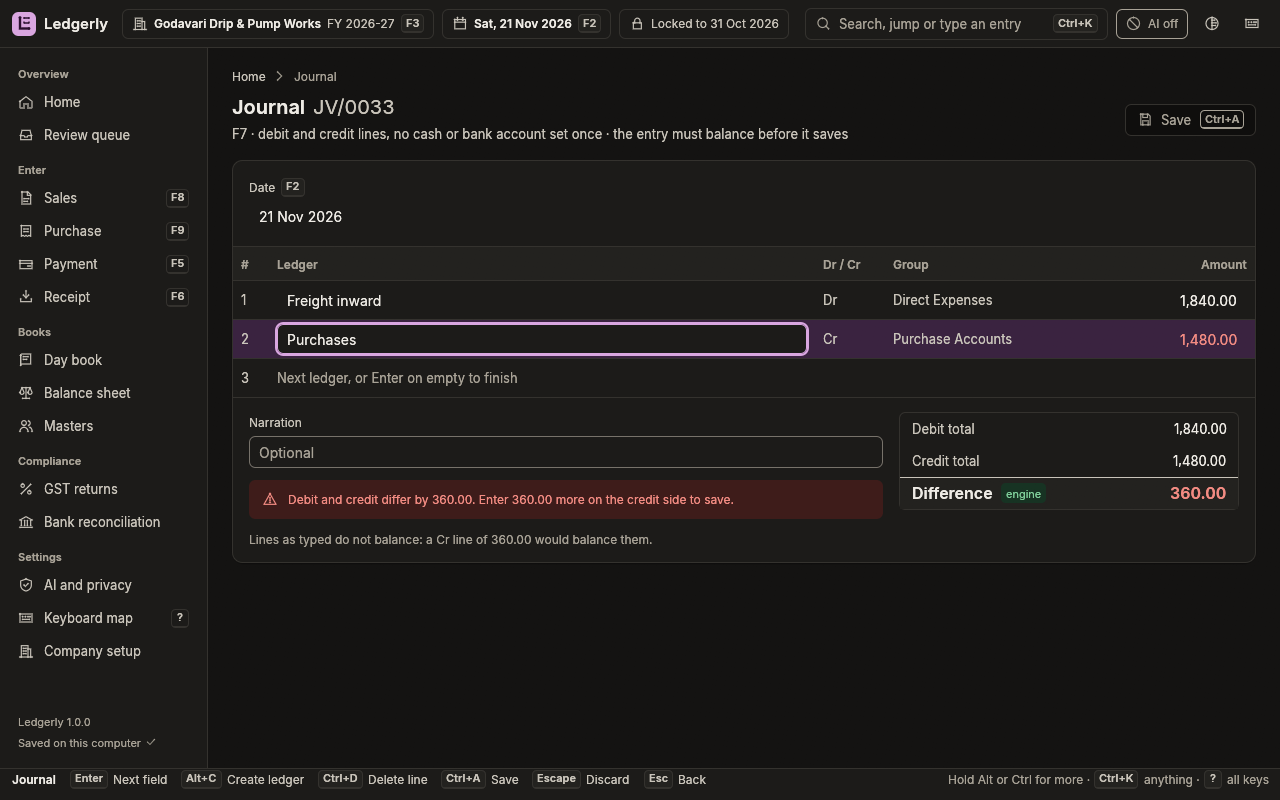 Ledgerly
Godavari Drip & Pump Works FY 2026-27 F3
Sat, 21 Nov 2026 F2
Locked to 31 Oct 2026
Search, jump or type an entry Ctrl+K
AI off
Overview
Home
Review queue
Enter
Sales F8
Purchase F9
Payment F5
Receipt F6
Books
Day book
Balance sheet
Masters
Compliance
GST returns
Bank reconciliation
Settings
AI and privacy
Keyboard map ?
Company setup
Ledgerly 1.0.0
Saved on this computer
Home Journal
Journal JV/0033
F7 · debit and credit lines, no cash or bank account set once · the entry must balance before it saves
Save Ctrl+A
Date F2
21 Nov 2026
# Ledger Dr / Cr Group Amount
1 Freight inward Dr Direct Expenses 1,840.00
2 Purchases Cr Purchase Accounts 1,480.00
3 Next ledger, or Enter on empty to finish
Narration
Optional
Debit and credit differ by 360.00. Enter 360.00 more on the credit side to save.
Lines as typed do not balance: a Cr line of 360.00 would balance them.
Debit total 1,840.00
Credit total 1,480.00
Difference engine 360.00
Journal Enter Next field Alt+C Create ledger Ctrl+D Delete line Ctrl+A Save Escape Discard Esc Back
Hold Alt or Ctrl for more · Ctrl+K anything · ? all keys